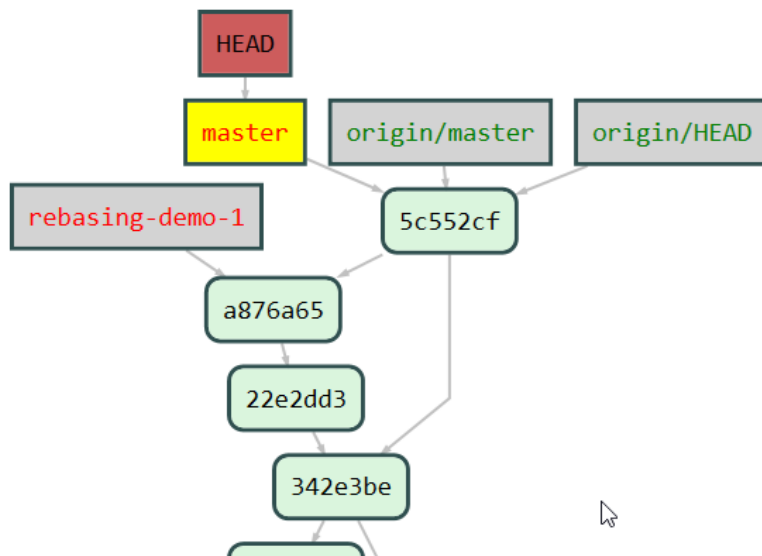 HEAD
master
origin/master
origin/HEAD
rebasing-demo-1
5c552cf
a876a65
22e2dd3
342e3be